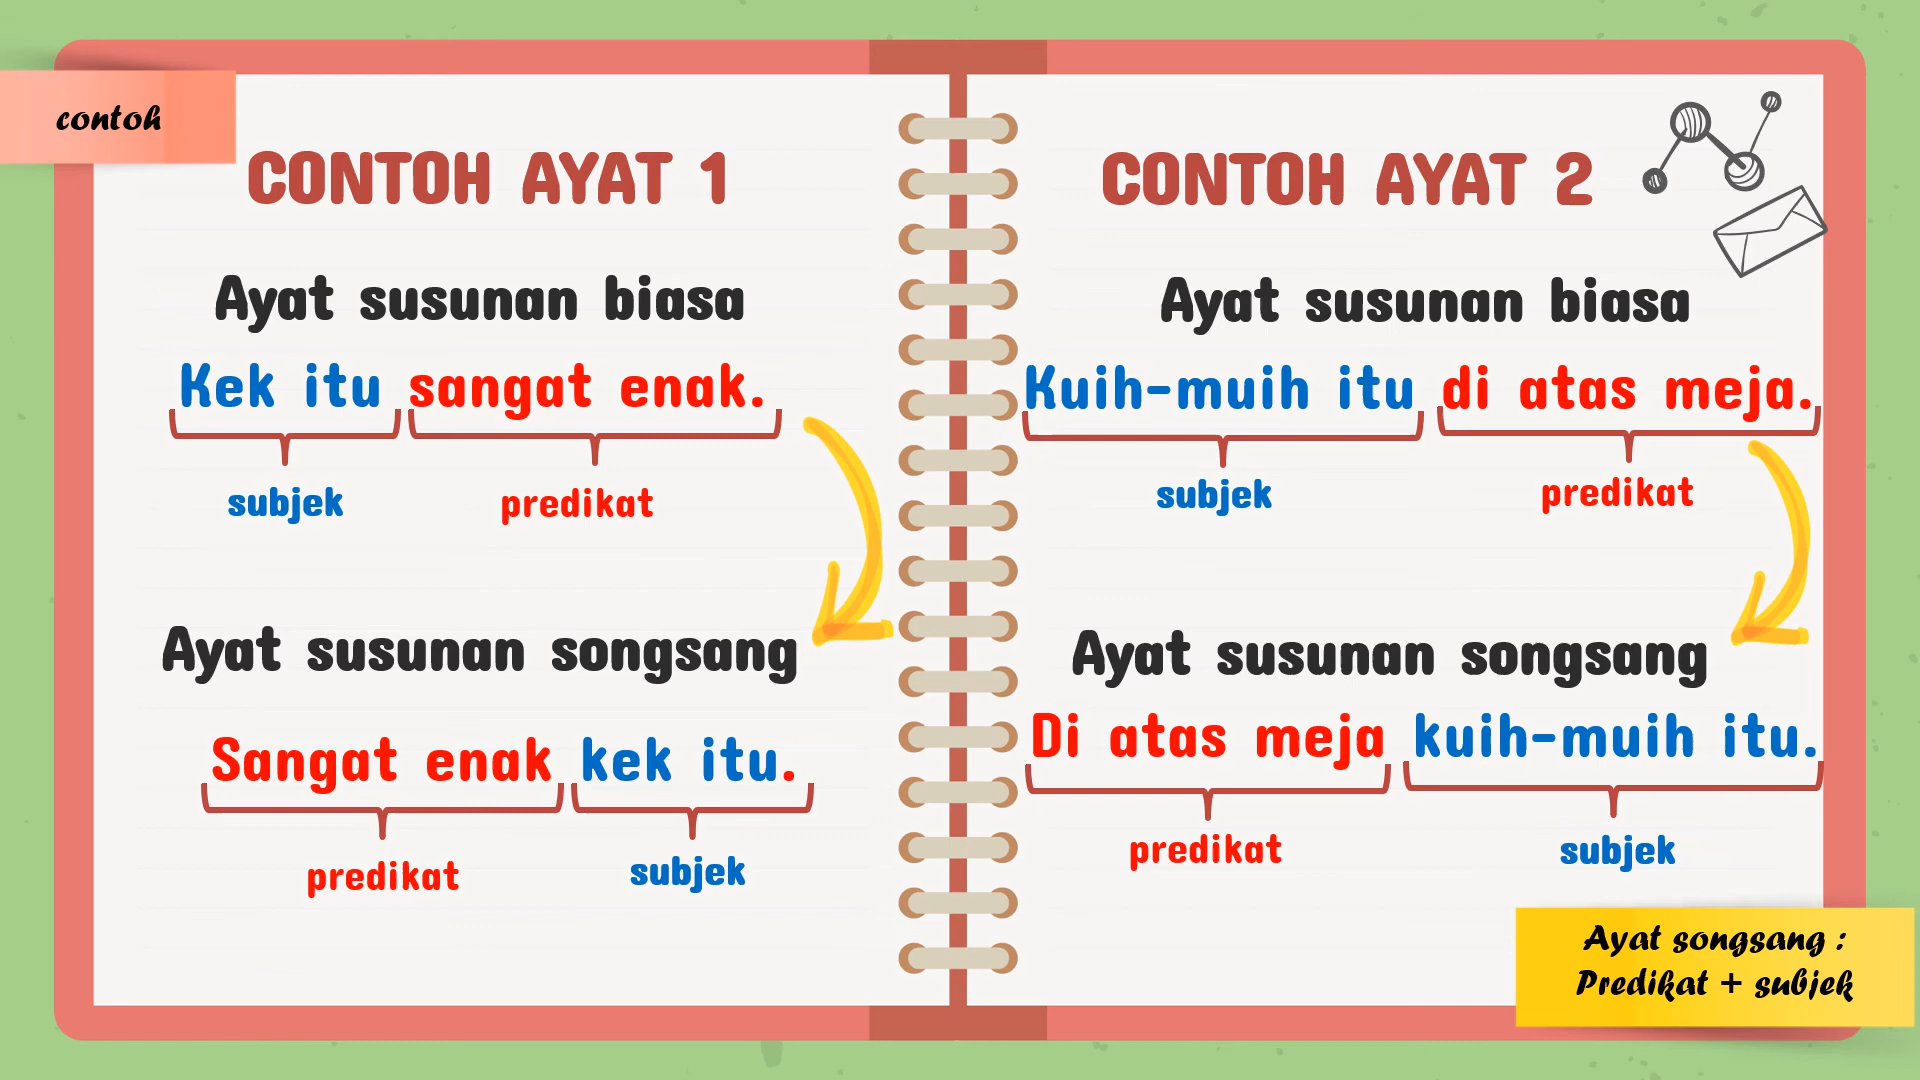 contoh
CONTOH AYAT 1
Ayat susunan biasa
Kek itu sangat enak.
subjek predikat
Ayat susunan songsang
Sangat enak kek itu.
predikat subjek
CONTOH AYAT 2
Ayat susunan biasa
Kuih-muih itu di atas meja.
subjek predikat
Ayat susunan songsang
Di atas meja kuih-muih itu.
predikat subjek
Ayat songsang :
Predikat + subjek